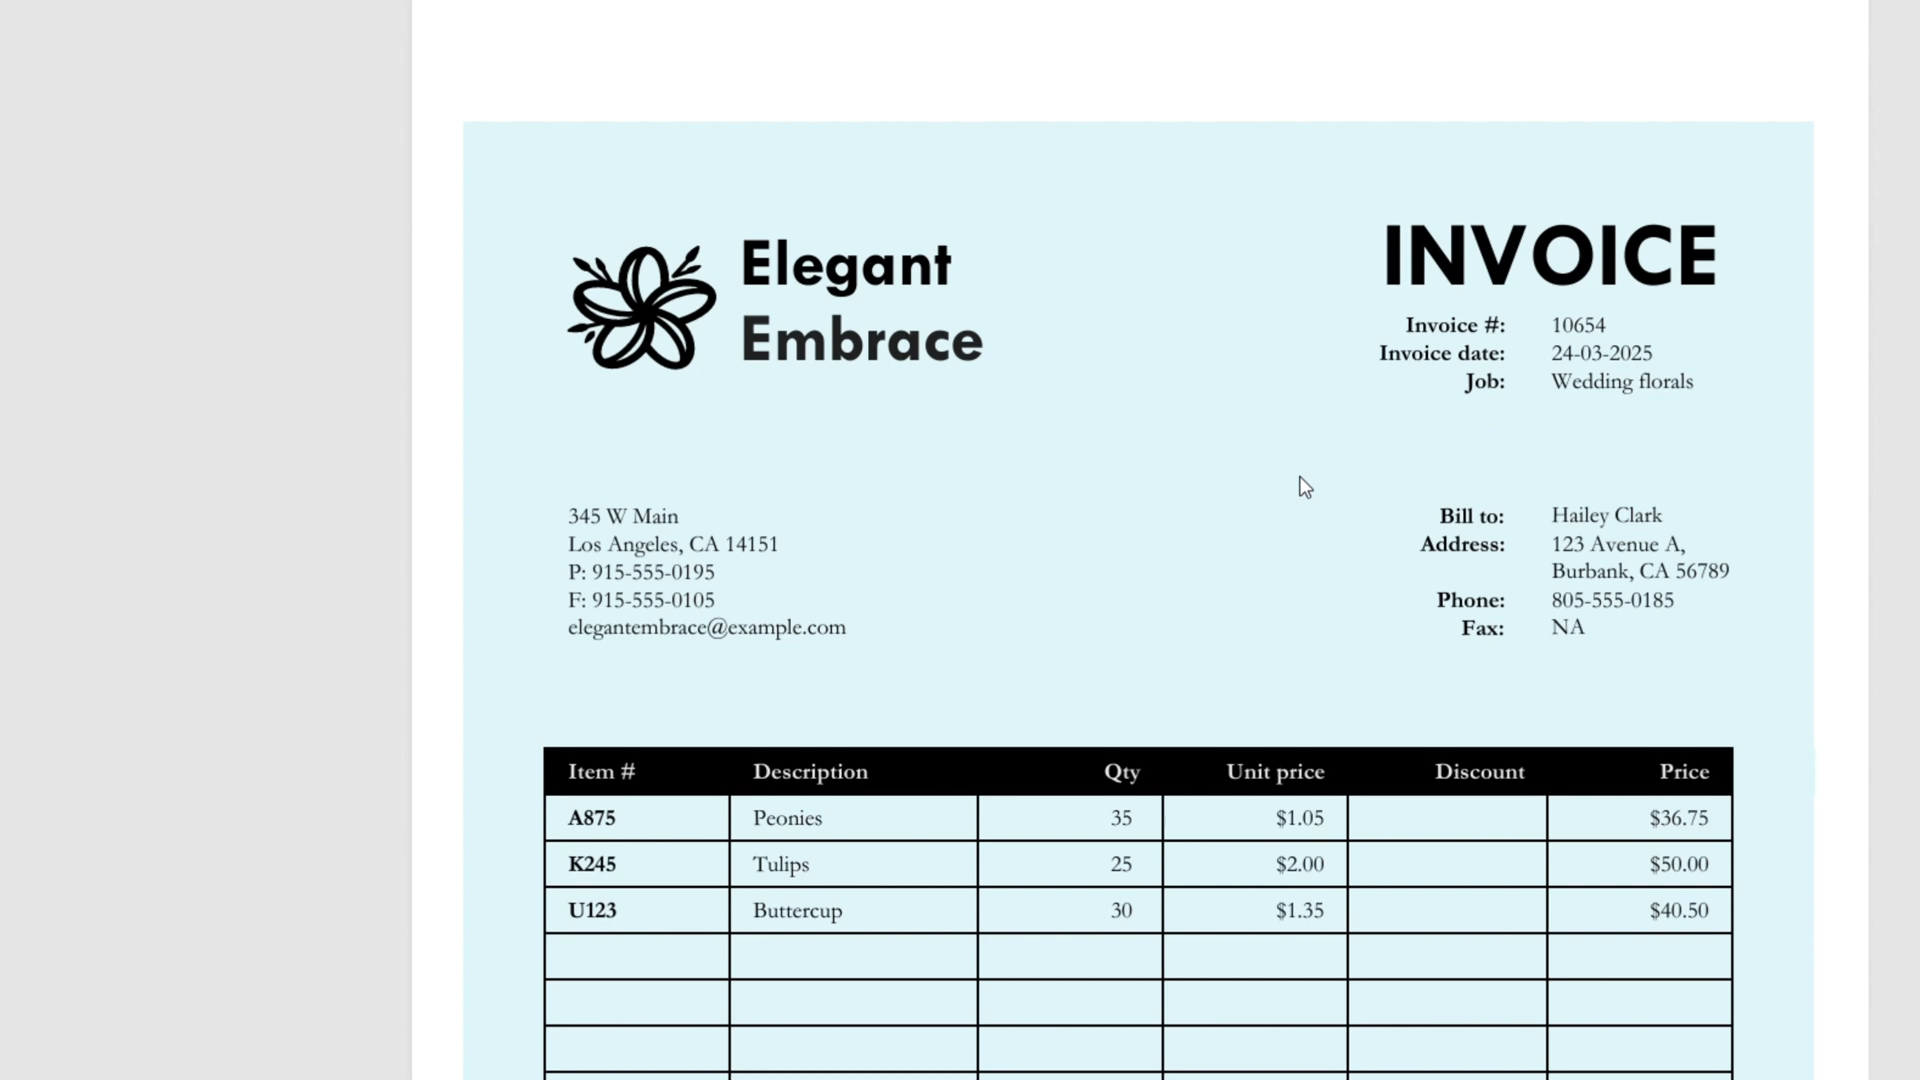 Elegant
Embrace
INVOICE
Invoice #: 10654
Invoice date: 24-03-2025
Job: Wedding florals
345 W Main
Los Angeles, CA 14151
P: 915-555-0195
F: 915-555-0105
elegantembrace@example.com
Bill to: Hailey Clark
Address: 123 Avenue A,
Burbank, CA 56789
Phone: 805-555-0185
Fax: NA
Item # Description Qty Unit price Discount Price
A875 Peonies 35 $1.05 $36.75
K245 Tulips 25 $2.00 $50.00
U123 Buttercup 30 $1.35 $40.50